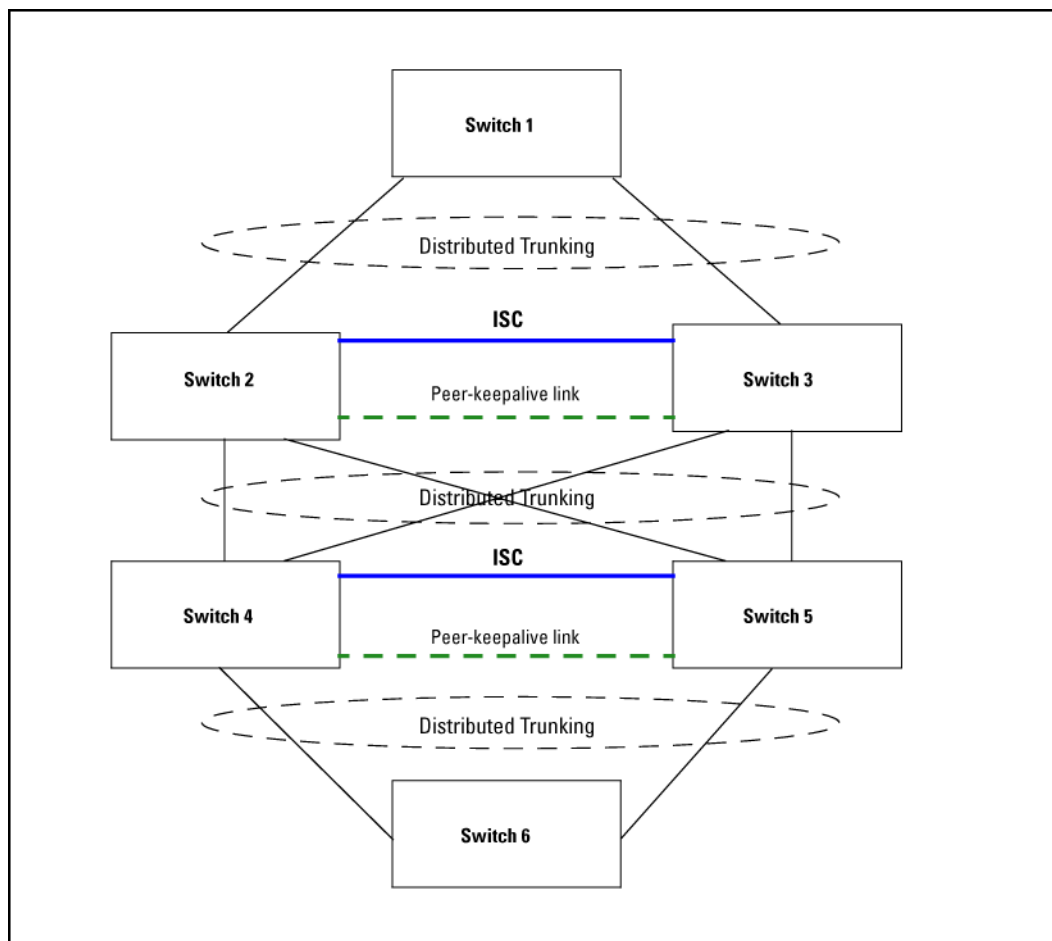 Switch 1
Distributed Trunking
ISC
Switch 2
Switch 3
Peer-keepalive link
Distributed Trunking
ISC
Switch 4
Switch 5
Peer-keepalive link
Distributed Trunking
Switch 6